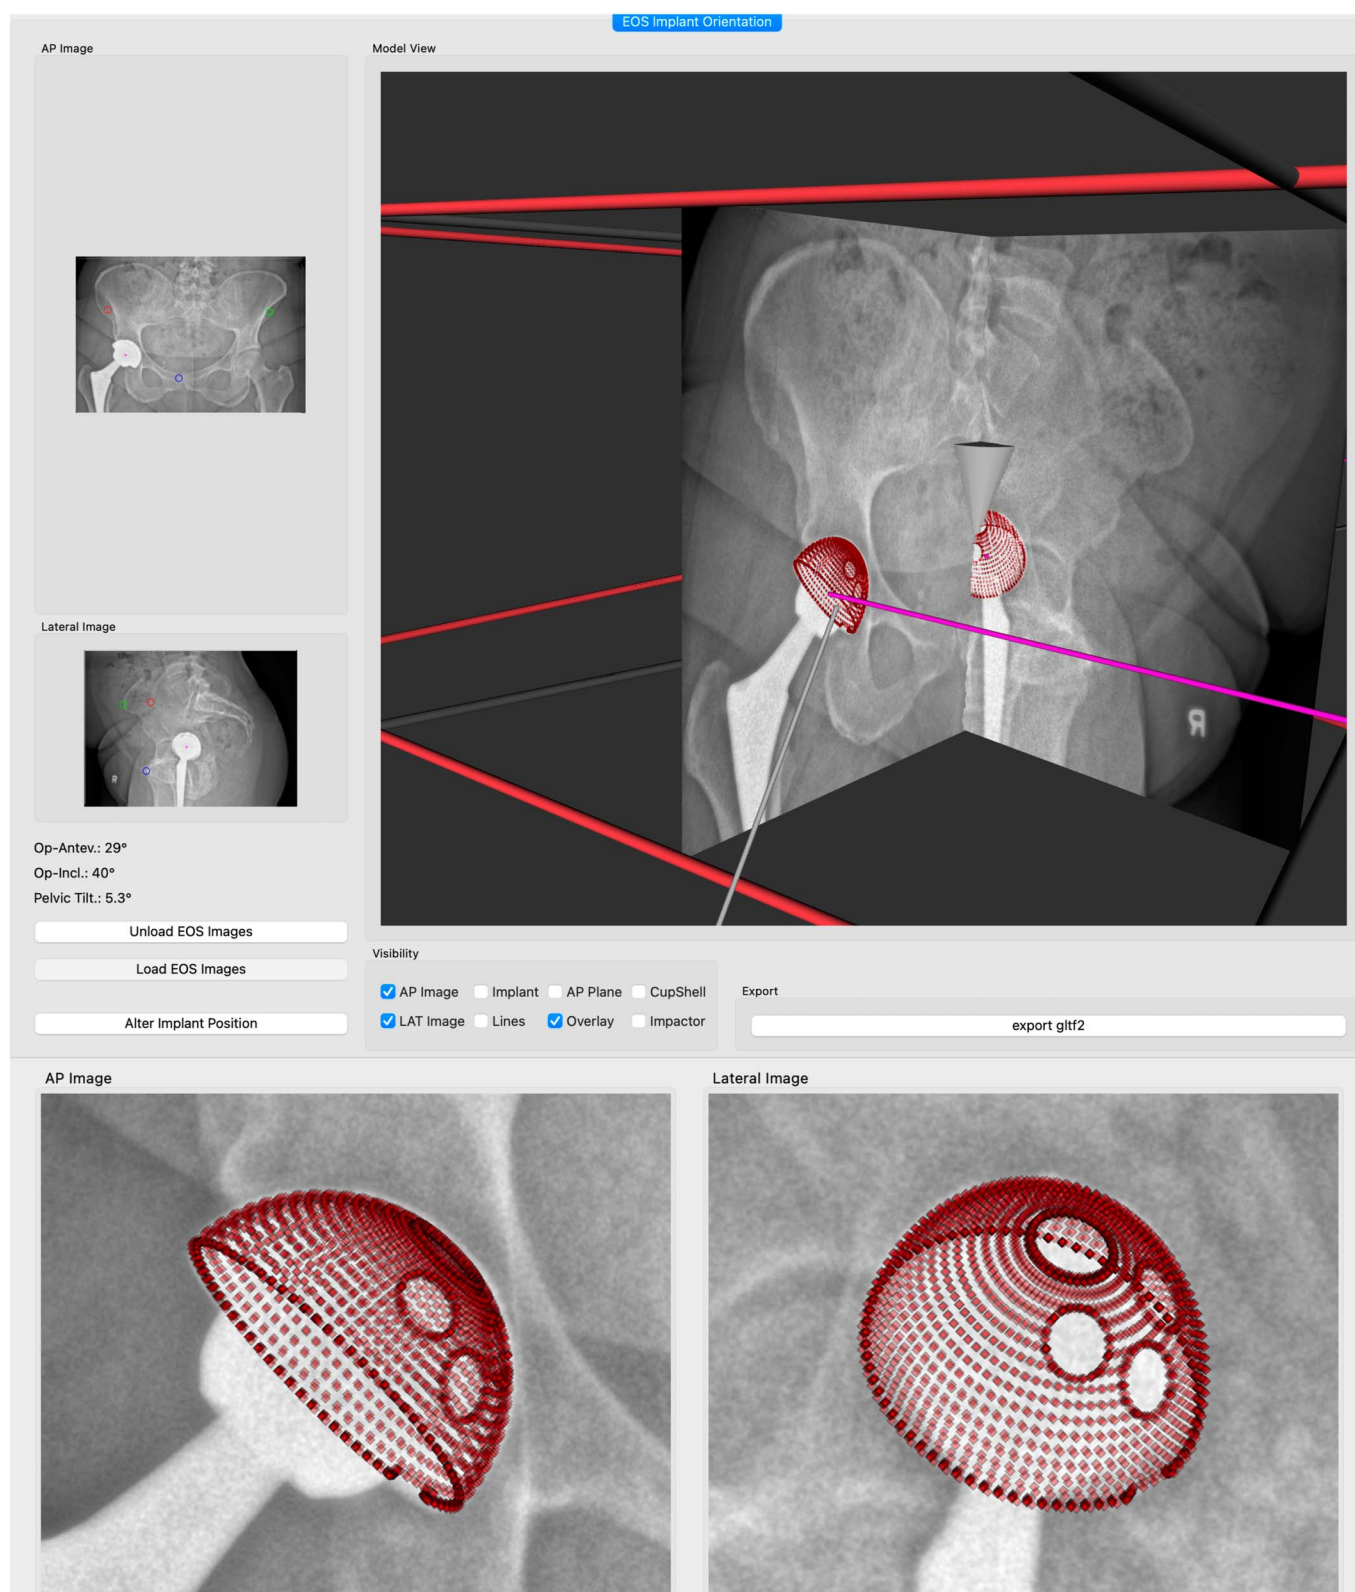 EOS Implant Orientation
AP Image
Model View
R
Lateral Image
R
Op-Antev.: 29°
Op-Incl.: 40°
Pelvic Tilt.: 5.3°
Unload EOS Images
Load EOS Images
Alter Implant Position
Visibility
AP Image Implant AP Plane CupShell
LAT Image Lines Overlay Impactor
Export
export gltf2
AP Image
Lateral Image